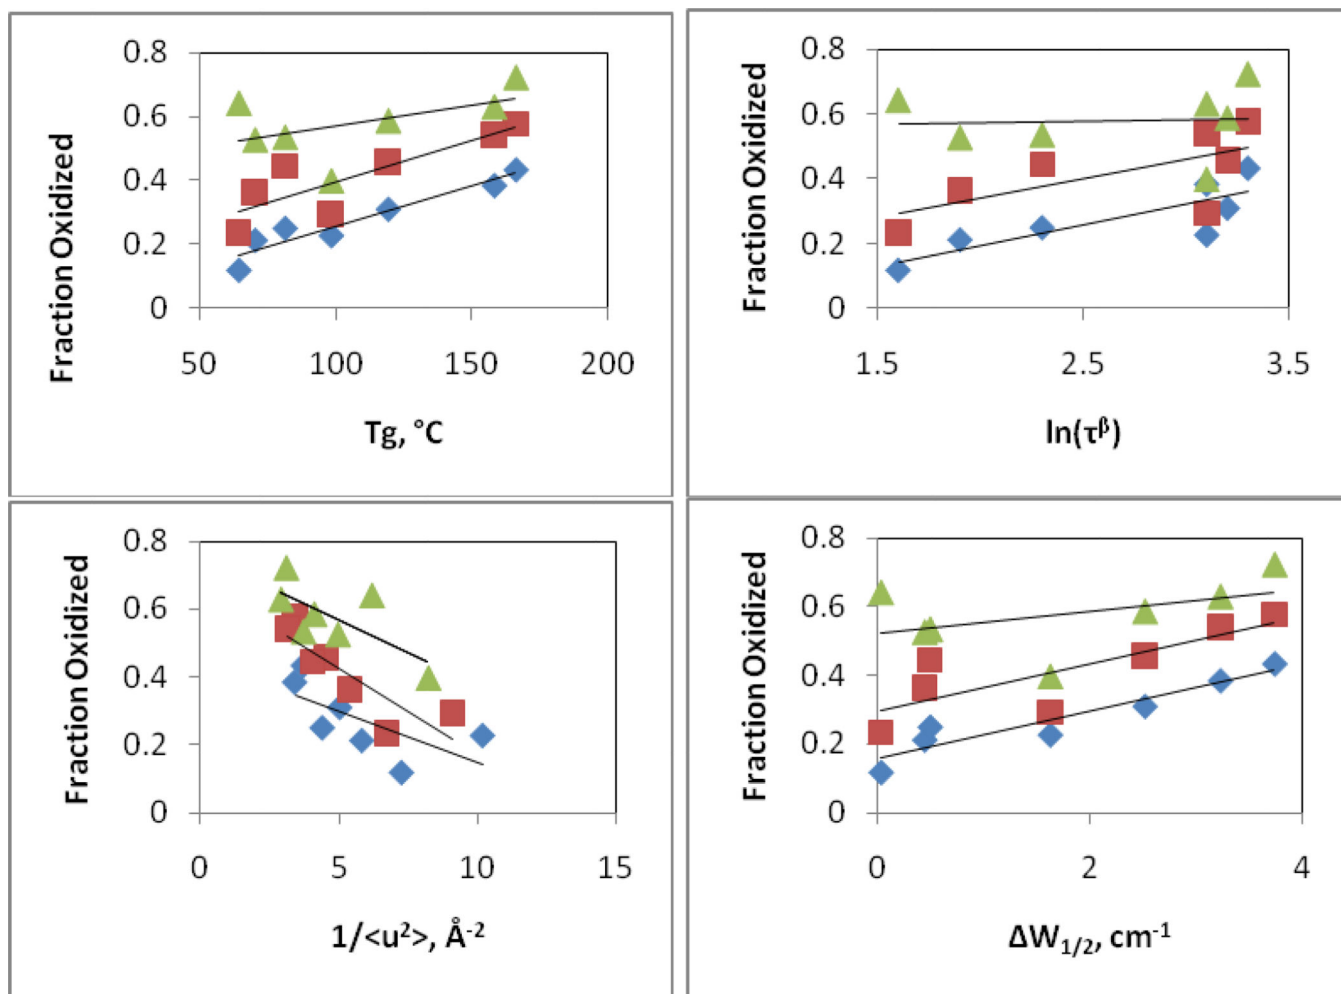 Fraction Oxidized
0.8
0.6
0.4
0.2
0
50 100 150 200
Tg, °C
Fraction Oxidized
0.8
0.6
0.4
0.2
0
1.5 2.5 3.5
ln(τᵝ)
Fraction Oxidized
0.8
0.6
0.4
0.2
0
0 5 10 15
1/<u²>, Å⁻²
Fraction Oxidized
0.8
0.6
0.4
0.2
0
0 2 4
ΔW₁/₂, cm⁻¹